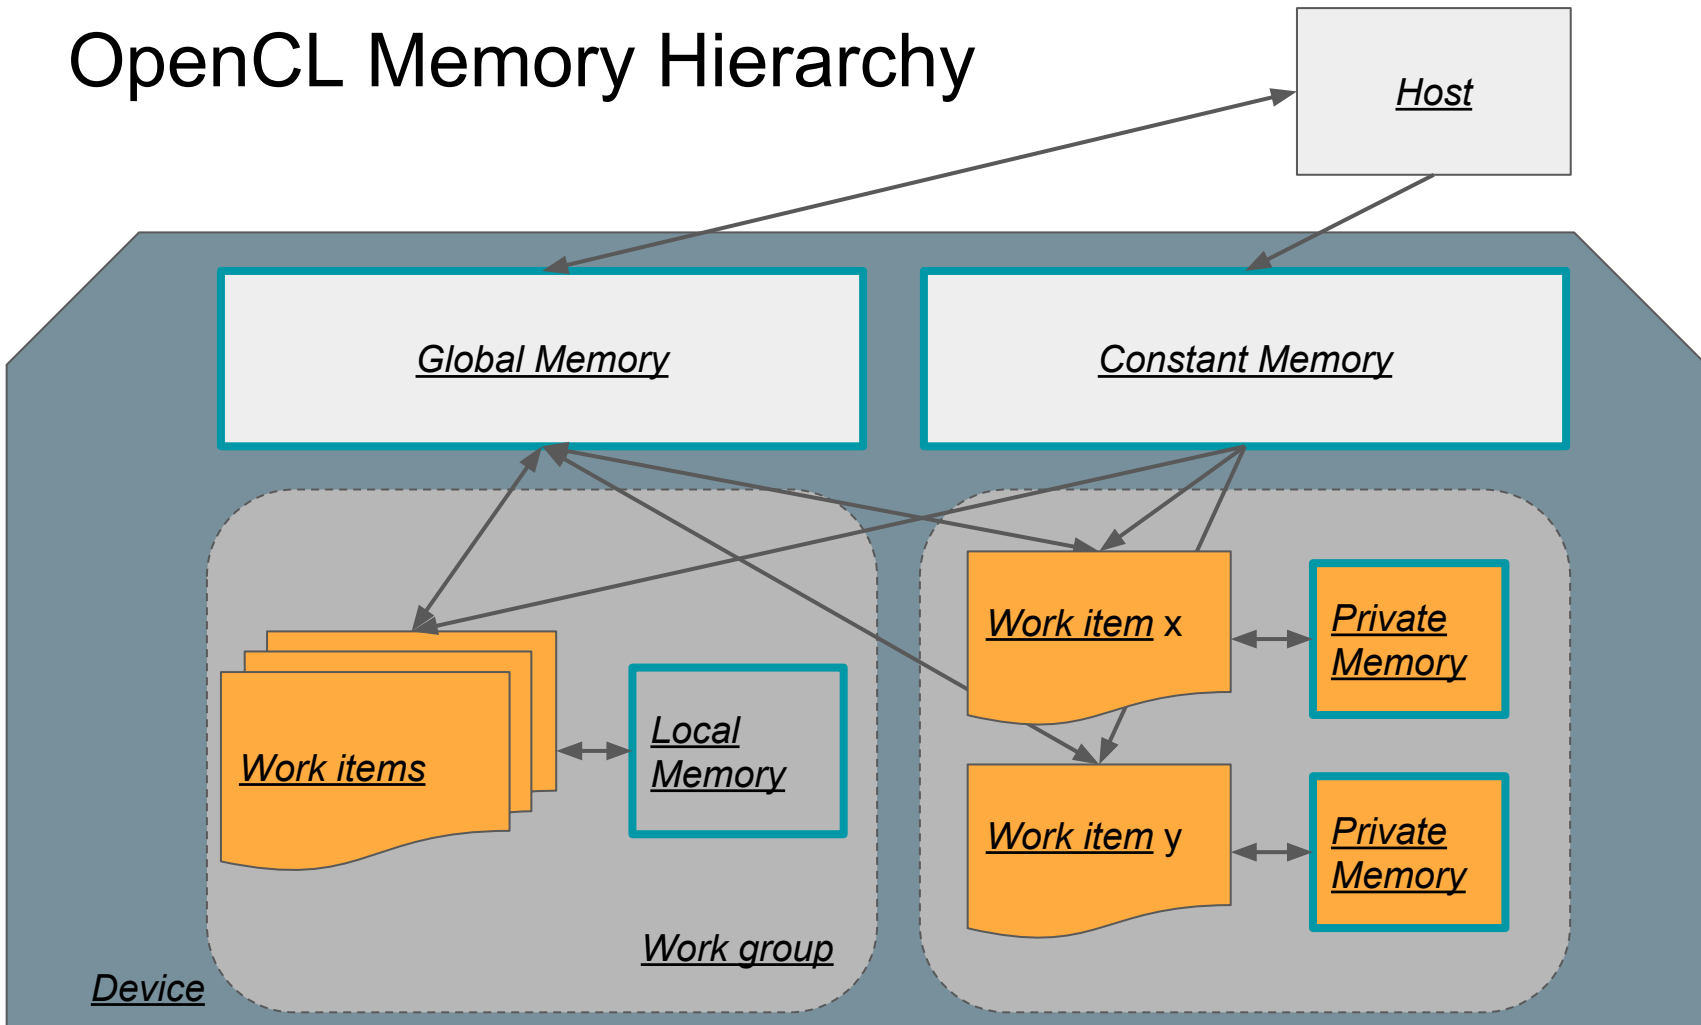 OpenCL Memory Hierarchy
Host
Global Memory
Constant Memory
Work item x
Private
Memory
Work items
Local
Memory
Work item y
Private
Memory
Work group
Device